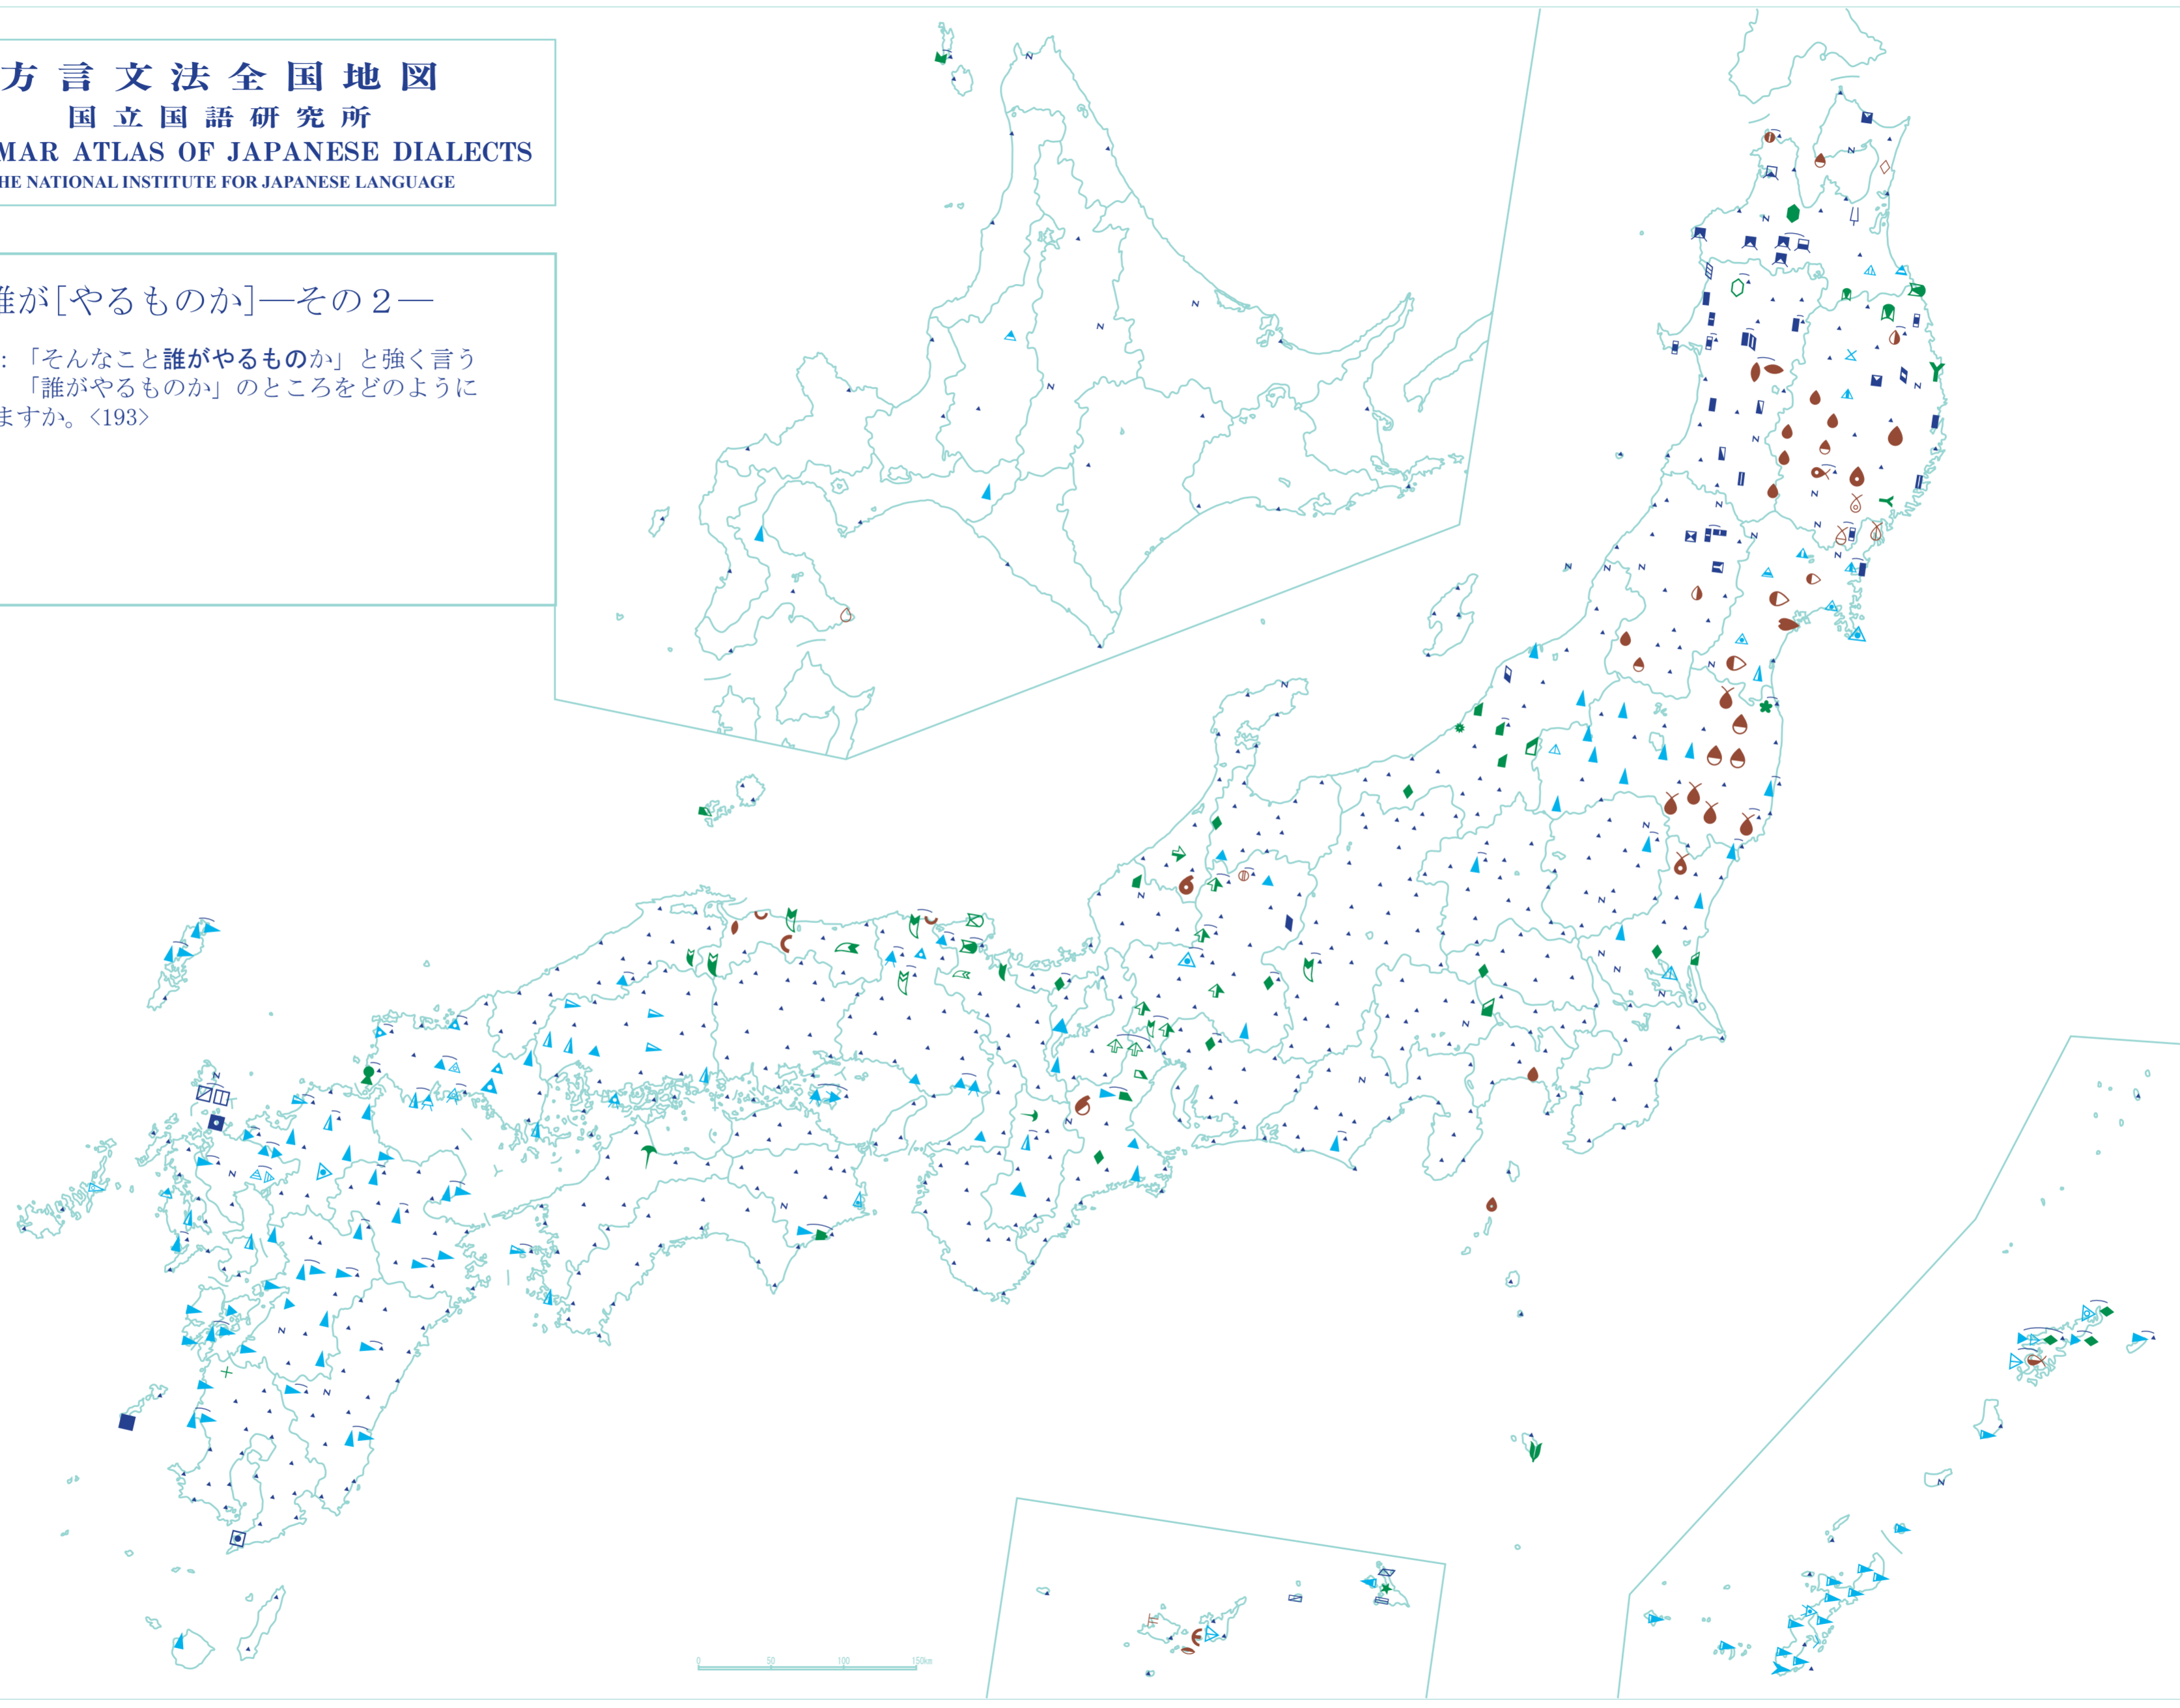 方言文法全国地図
国立国語研究所
MAR ATLAS OF JAPANESE DIALECTS
HE NATIONAL INSTITUTE FOR JAPANESE LANGUAGE
誰が[やるものか]―その2―
:「そんなこと誰がやるものか」と強く言う
「誰がやるものか」のところをどのように
ますか。<193>
0 50 100 150km